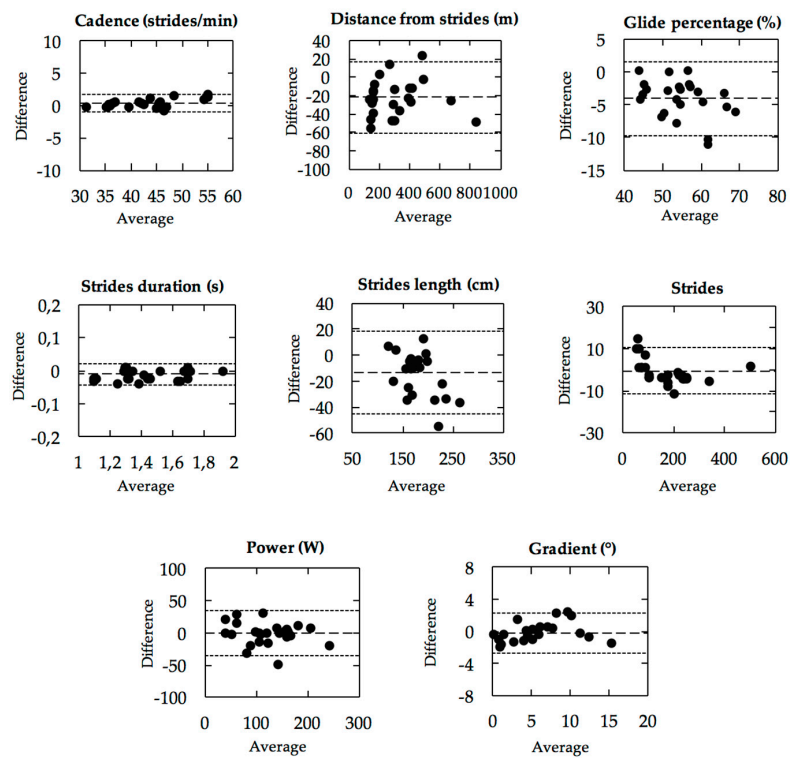 Cadence (strides/min)
10
5
0
-5
-10
30 35 40 45 50 55 60
Difference
Average
Distance from strides (m)
40
20
0
-20
-40
-60
-80
-100
0 200 400 600 800 1000
Difference
Average
Glide percentage (%)
5
0
-5
-10
-15
40 50 60 70 80
Difference
Average
Strides duration (s)
0,2
0,1
0
-0,1
-0,2
1 1,2 1,4 1,6 1,8 2
Difference
Average
Strides length (cm)
40
20
0
-20
-40
-60
50 150 250 350
Difference
Average
Strides
30
10
-10
-30
0 200 400 600
Difference
Average
Power (W)
100
50
0
-50
-100
0 100 200 300
Difference
Average
Gradient (°)
8
4
0
-4
-8
0 5 10 15 20
Difference
Average